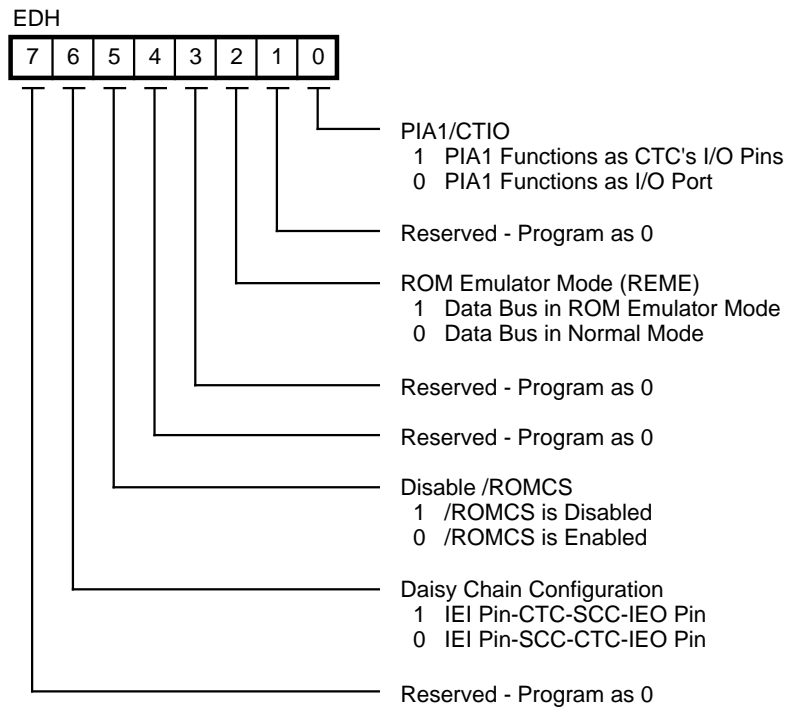 EDH
7 6 5 4 3 2 1 0
PIA1/CTIO
1 PIA1 Functions as CTC's I/O Pins
0 PIA1 Functions as I/O Port
Reserved - Program as 0
ROM Emulator Mode (REME)
1 Data Bus in ROM Emulator Mode
0 Data Bus in Normal Mode
Reserved - Program as 0
Reserved - Program as 0
Disable /ROMCS
1 /ROMCS is Disabled
0 /ROMCS is Enabled
Daisy Chain Configuration
1 IEI Pin-CTC-SCC-IEO Pin
0 IEI Pin-SCC-CTC-IEO Pin
Reserved - Program as 0